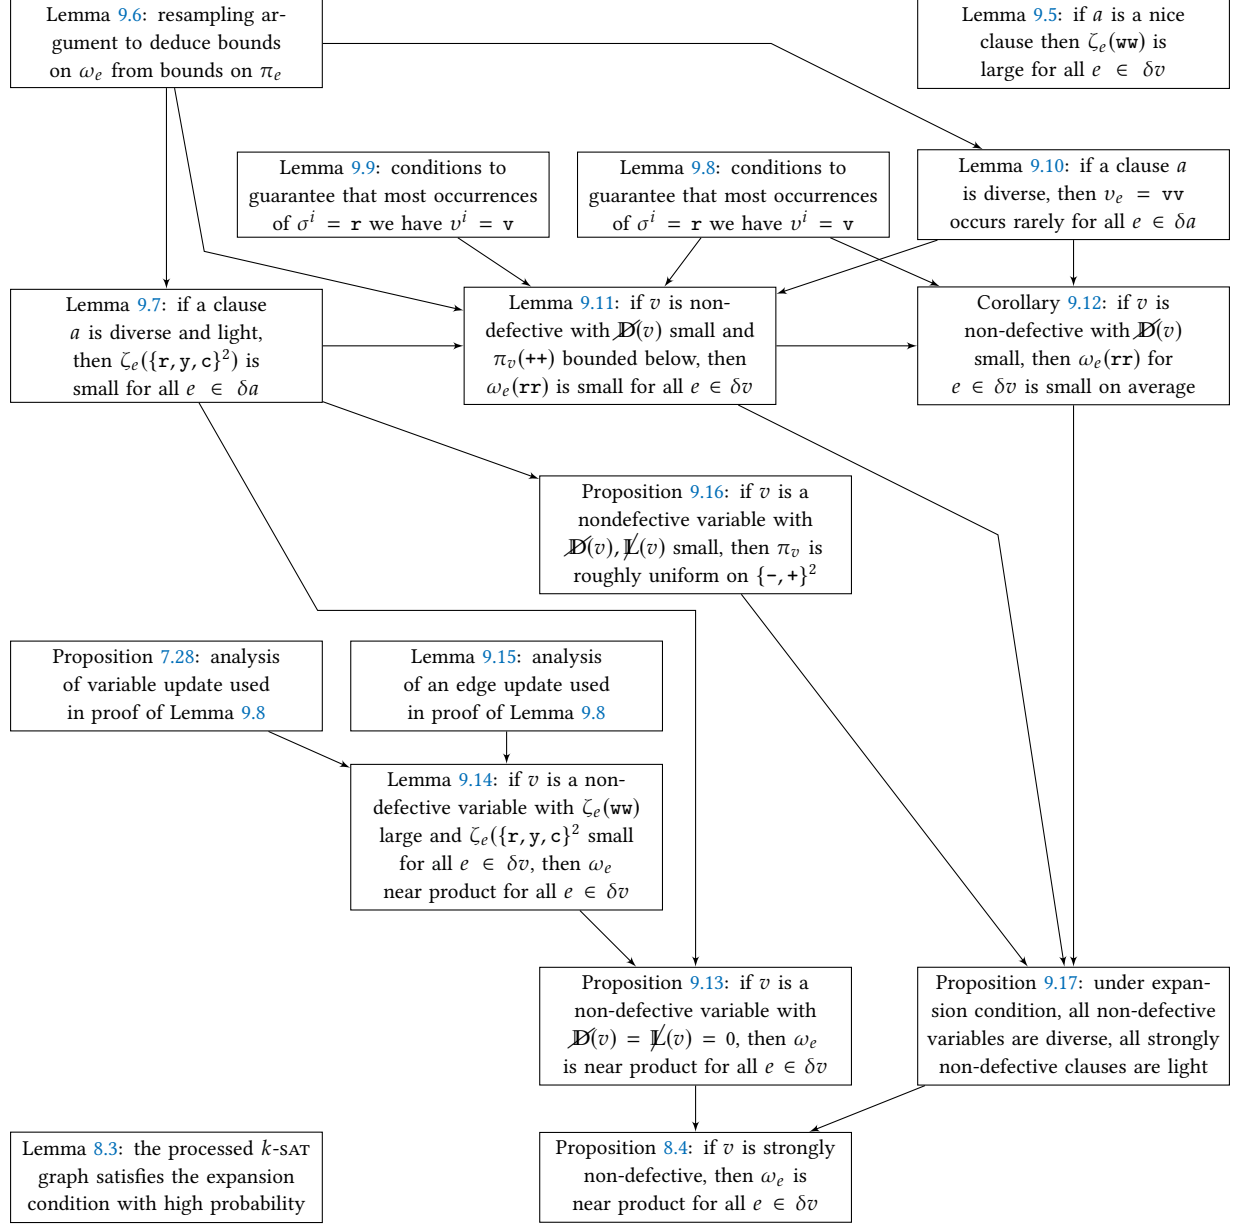 Lemma 9.6: resampling ar-
gument to deduce bounds
on ωₑ from bounds on πₑ
Lemma 9.5: if a is a nice
clause then ζₑ(ww) is
large for all e ∈ δv
Lemma 9.9: conditions to
guarantee that most occurrences
of σⁱ = r we have υⁱ = v
Lemma 9.8: conditions to
guarantee that most occurrences
of σⁱ = r we have υⁱ = v
Lemma 9.10: if a clause a
is diverse, then υₑ = vv
occurs rarely for all e ∈ δa
Lemma 9.7: if a clause
a is diverse and light,
then ζₑ({r,y,c}²) is
small for all e ∈ δa
Lemma 9.11: if v is non-
defective with D̸(v) small and
πᵥ(++) bounded below, then
ωₑ(rr) is small for all e ∈ δv
Corollary 9.12: if v is
non-defective with D̸(v)
small, then ωₑ(rr) for
e ∈ δv is small on average
Proposition 9.16: if v is a
nondefective variable with
D̸(v), L̸(v) small, then πᵥ is
roughly uniform on {-,+}²
Proposition 7.28: analysis
of variable update used
in proof of Lemma 9.8
Lemma 9.15: analysis
of an edge update used
in proof of Lemma 9.8
Lemma 9.14: if v is a non-
defective variable with ζₑ(ww)
large and ζₑ({r,y,c}² small
for all e ∈ δv, then ωₑ
near product for all e ∈ δv
Proposition 9.13: if v is a
non-defective variable with
D̸(v) = L̸(v) = 0, then ωₑ
is near product for all e ∈ δv
Proposition 9.17: under expan-
sion condition, all non-defective
variables are diverse, all strongly
non-defective clauses are light
Lemma 8.3: the processed k-SAT
graph satisfies the expansion
condition with high probability
Proposition 8.4: if v is strongly
non-defective, then ωₑ is
near product for all e ∈ δv